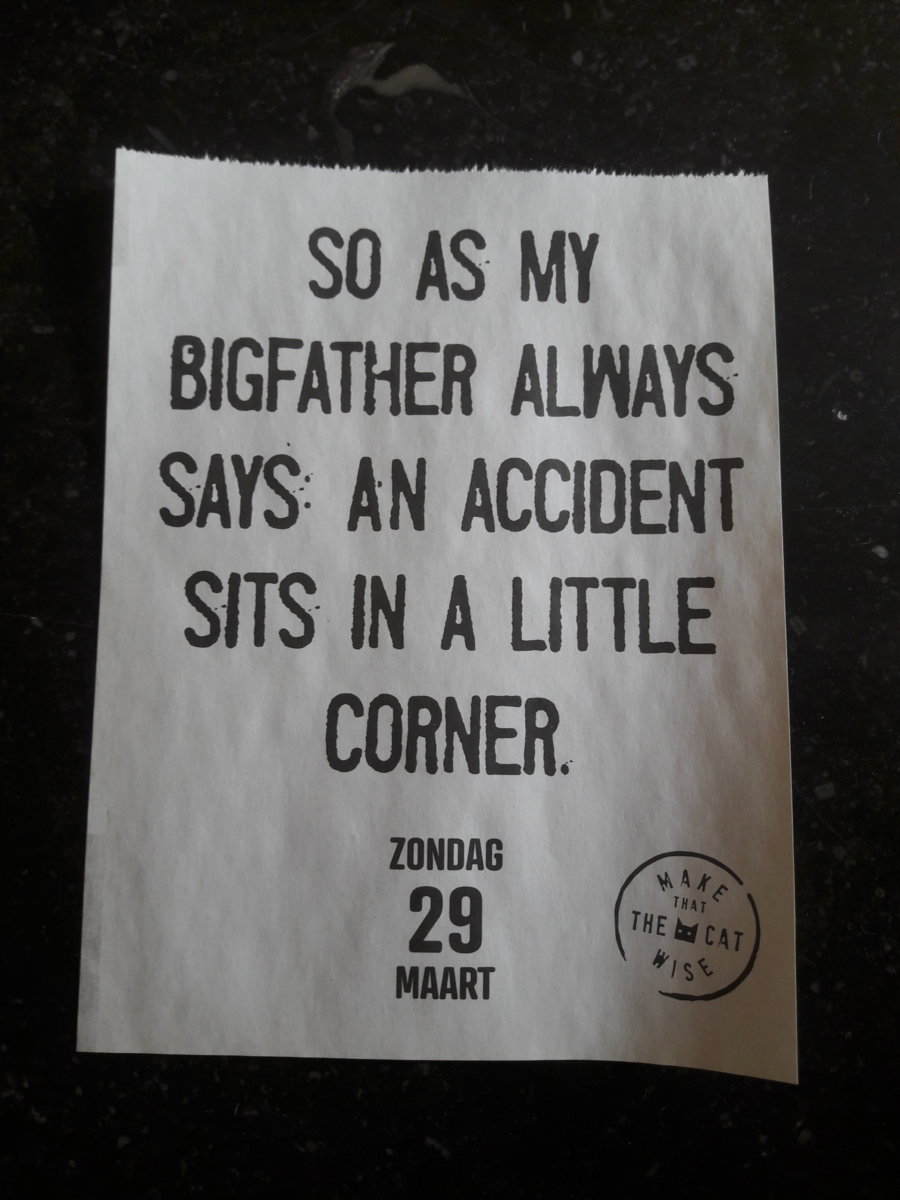 SO AS MY
BIGFATHER ALWAYS
SAYS: AN ACCIDENT
SITS IN A LITTLE
CORNER.
ZONDAG
29
MAART
MAKE
THAT
THE CAT
WISE